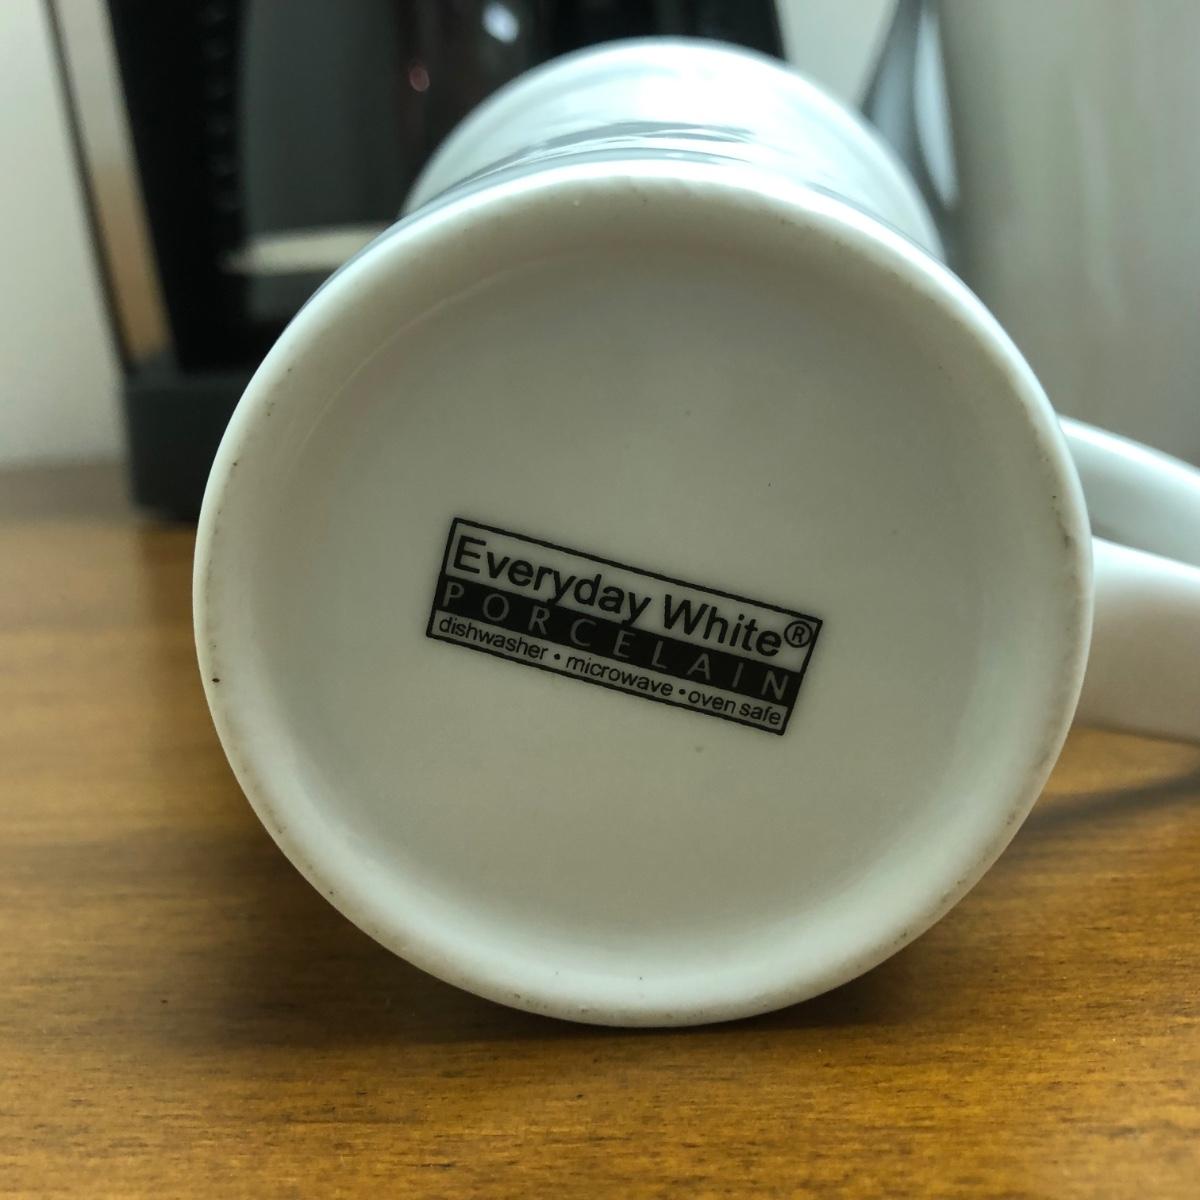 Everyday White®
PORCELAIN
dishwasher • microwave • oven safe